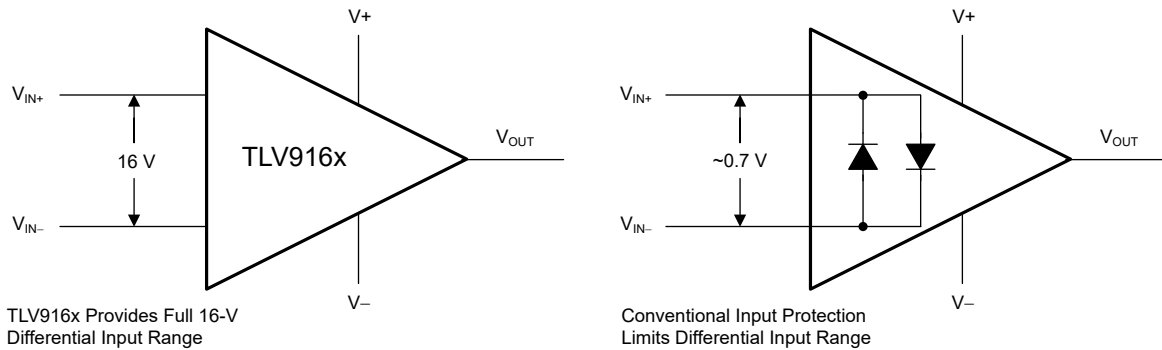 V+
V_IN+
16 V
TLV916x
V_OUT
V_IN–
V–
TLV916x Provides Full 16-V
Differential Input Range
V+
V_IN+
~0.7 V
V_OUT
V_IN–
V–
Conventional Input Protection
Limits Differential Input Range